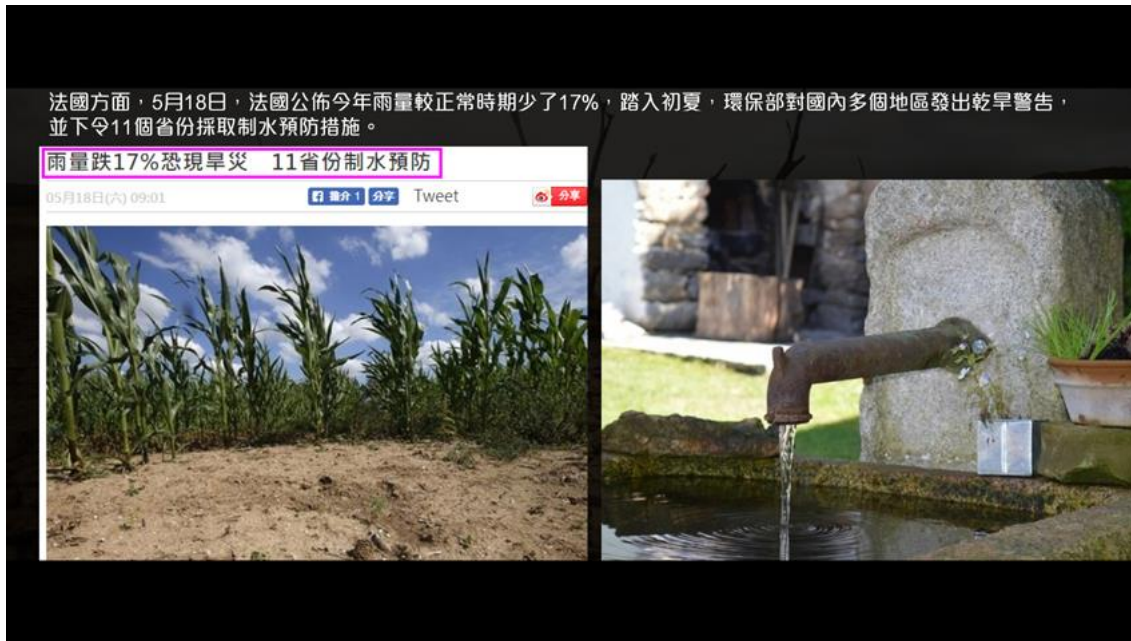 法國方面，5月18日，法國公佈今年雨量較正常時期少了17%，踏入初夏，環保部對國內多個地區發出乾旱警告，
並下令11個省份採取制水預防措施。
雨量跌17%恐現旱災 11省份制水預防
05月18日(六) 09:01 推介 1 分享 Tweet 分享